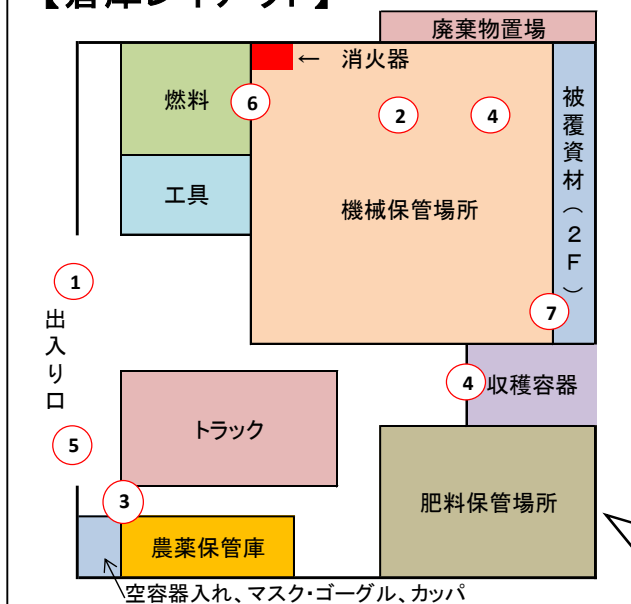 【倉庫レイアウト】
廃棄物置場
← 消火器
燃料
6
2
4
被覆資材(2F)
工具
機械保管場所
1
7
出入り口
4
収穫容器
トラック
5
3
肥料保管場所
農薬保管庫
空容器入れ、マスク・ゴーグル、カッパ